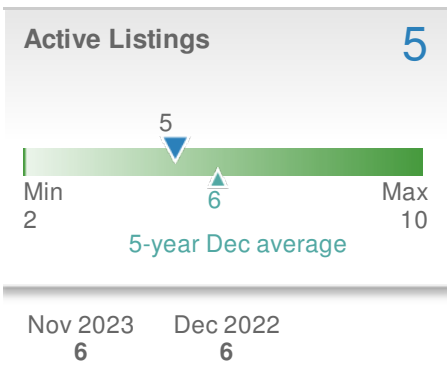 Active Listings 5
5
Min Max
2 6 10
5-year Dec average
Nov 2023 Dec 2022
6 6